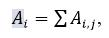 A_i = ∑ A_{i,j},